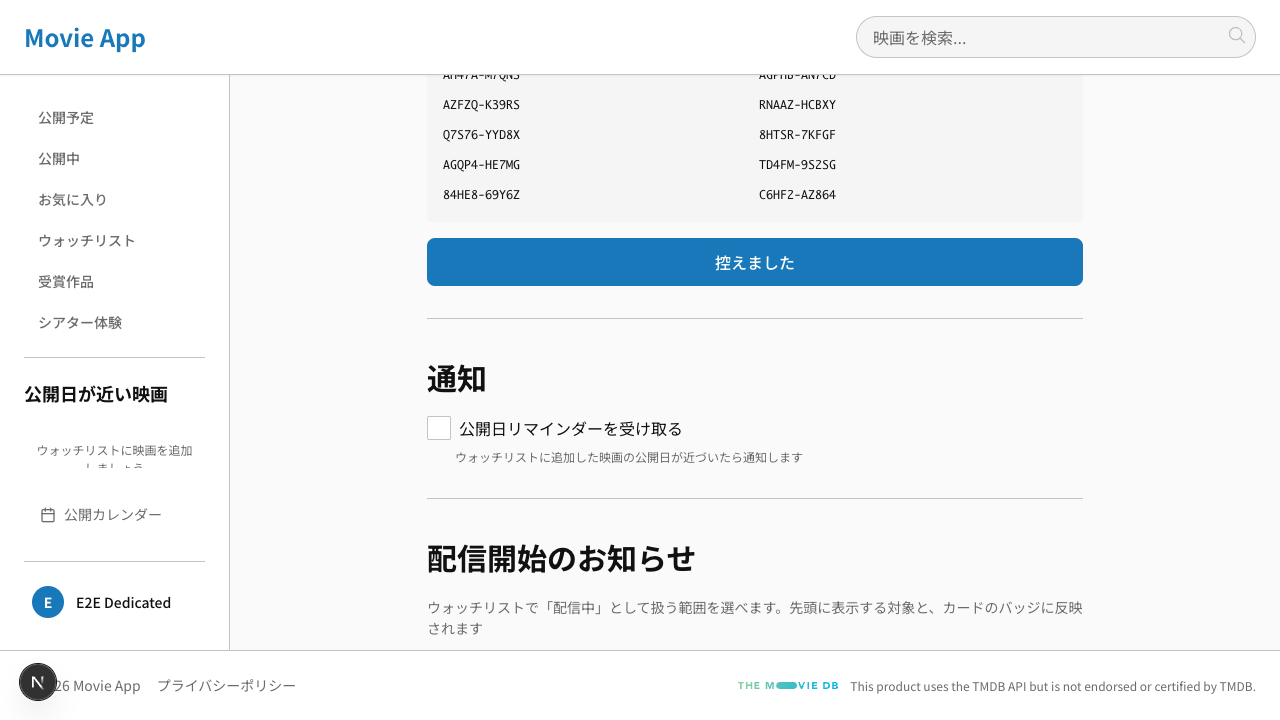 Movie App
映画を検索...
公開予定
公開中
お気に入り
ウォッチリスト
受賞作品
シアター体験
公開日が近い映画
ウォッチリストに映画を追加
しましょう
公開カレンダー
E
E2E Dedicated
AZFZQ-K39RS
RNAAZ-HCBXY
Q7S76-YYD8X
8HTSR-7KFGF
AGQP4-HE7MG
TD4FM-9SZSG
84HE8-69Y6Z
C6HFZ-AZ864
控えました
通知
公開日リマインダーを受け取る
ウォッチリストに追加した映画の公開日が近づいたら通知します
配信開始のお知らせ
ウォッチリストで「配信中」として扱う範囲を選べます。先頭に表示する対象と、カードのバッジに反映
されます
N
26 Movie App
プライバシーポリシー
THE MOVIE DB
This product uses the TMDB API but is not endorsed or certified by TMDB.